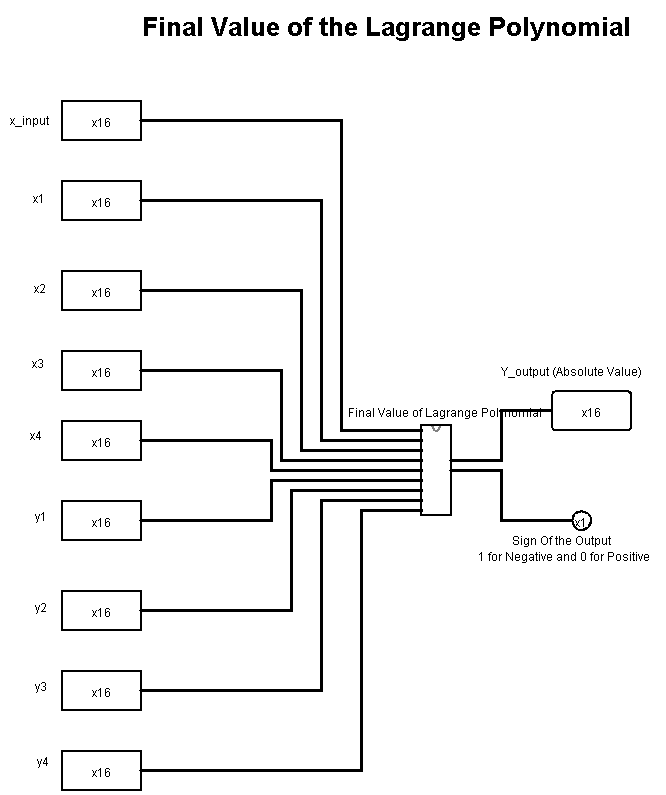 Final Value of the Lagrange Polynomial
x_input
x16
x1
x16
x2
x16
x3
x16
Y_output (Absolute Value)
x16
Final Value of Lagrange Polynomial
x4
x16
y1
x16
x1
Sign Of the Output
1 for Negative and 0 for Positive
y2
x16
y3
x16
y4
x16